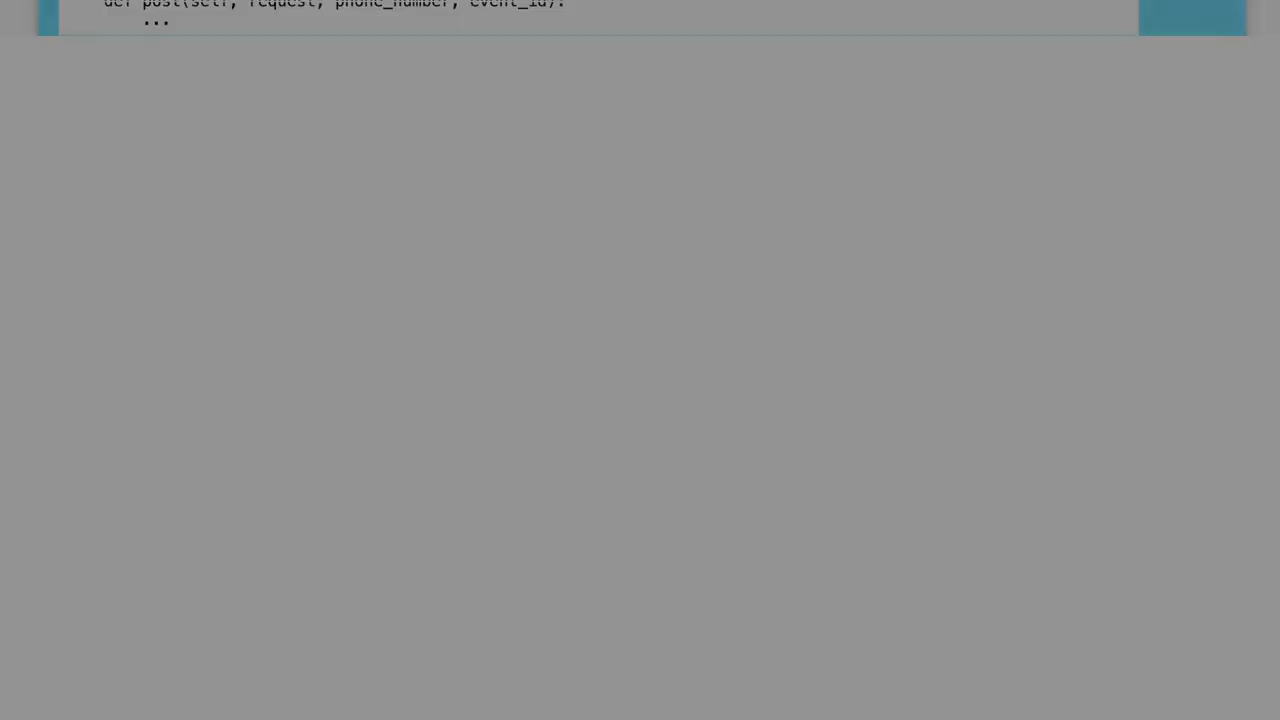 def post(self, request, phone_number, event_id):
...